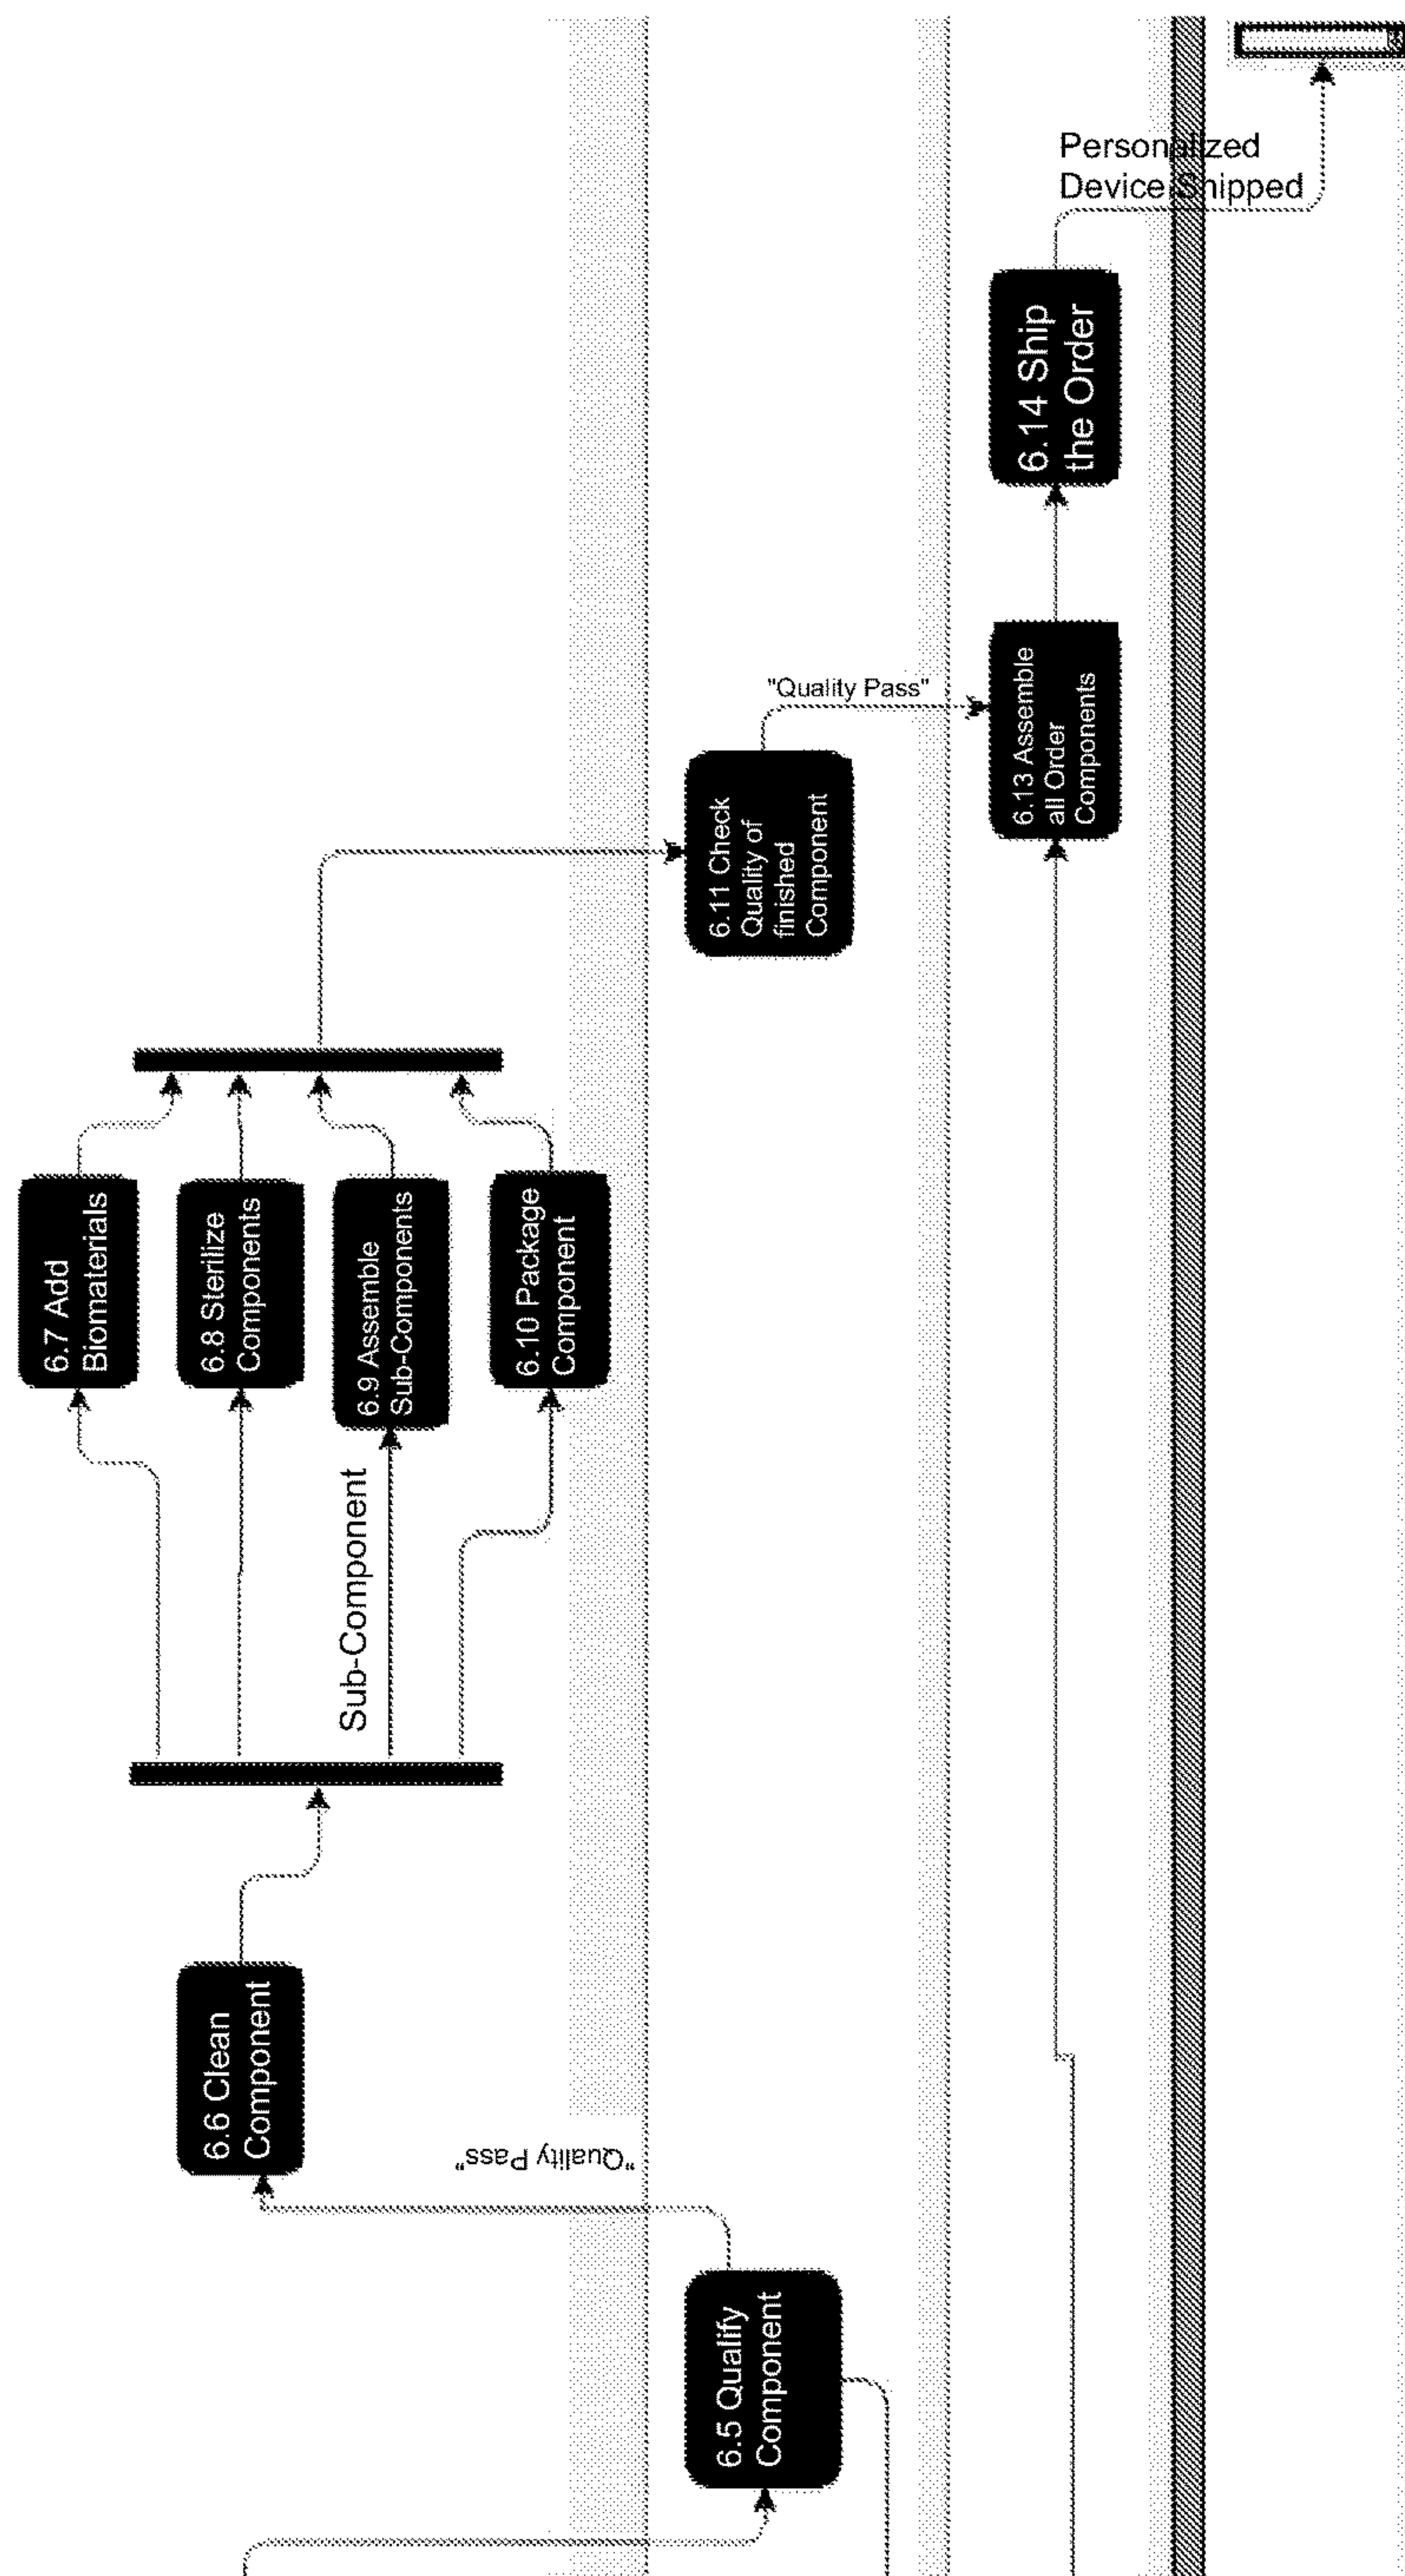 Personalized
Device Shipped
6.14 Ship
the Order
"Quality Pass"
6.13 Assemble
all Order
Components
6.11 Check
Quality of
finished
Component
6.7 Add
Biomaterials
6.8 Sterilize
Components
6.9 Assemble
Sub-Components
6.10 Package
Component
Sub-Component
6.6 Clean
Component
"Quality Pass"
6.5 Qualify
Component